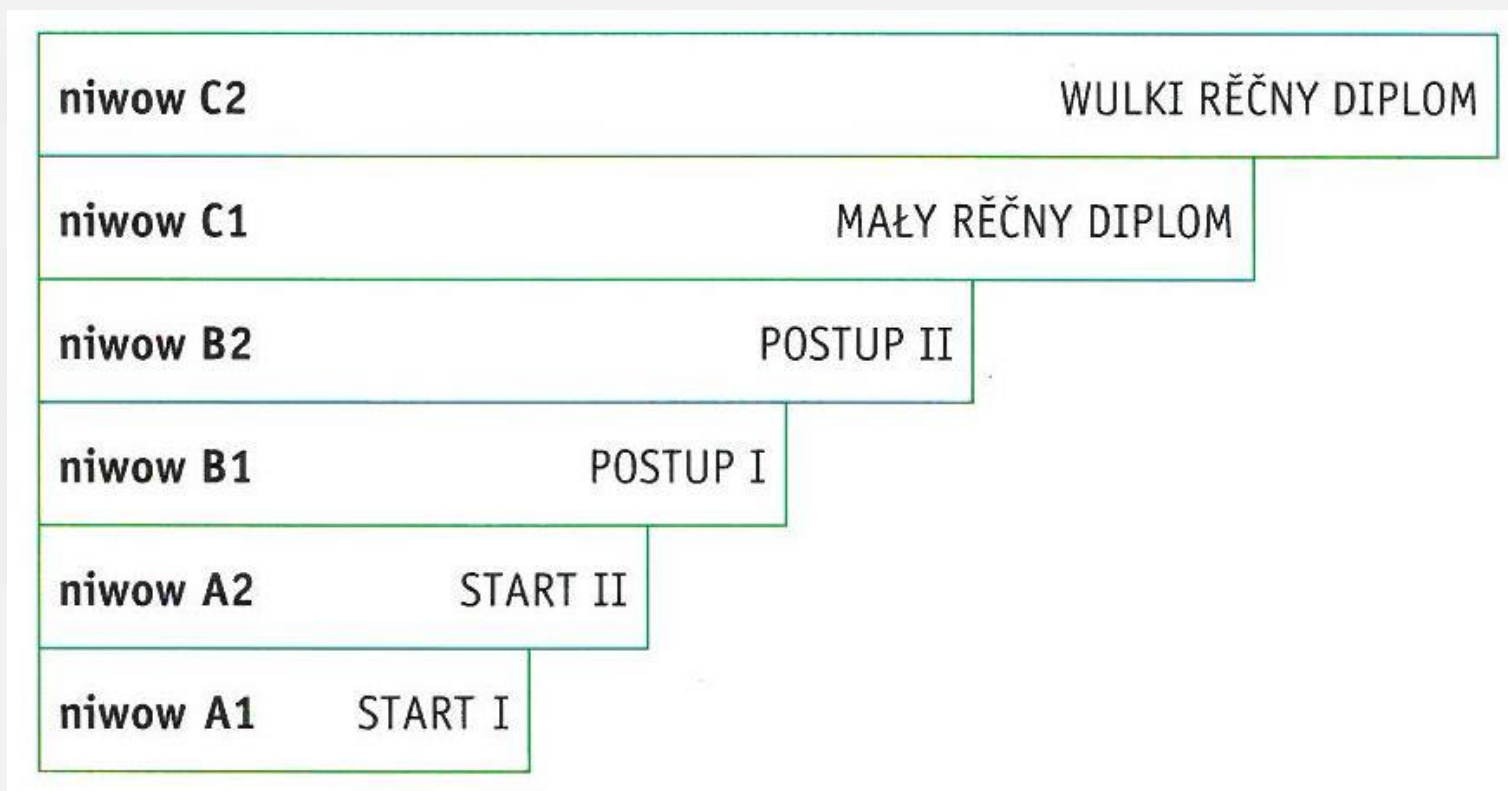 niwow C2 WULKI RĚČNY DIPLOM
niwow C1 MAŁY RĚČNY DIPLOM
niwow B2 POSTUP II
niwow B1 POSTUP I
niwow A2 START II
niwow A1 START I